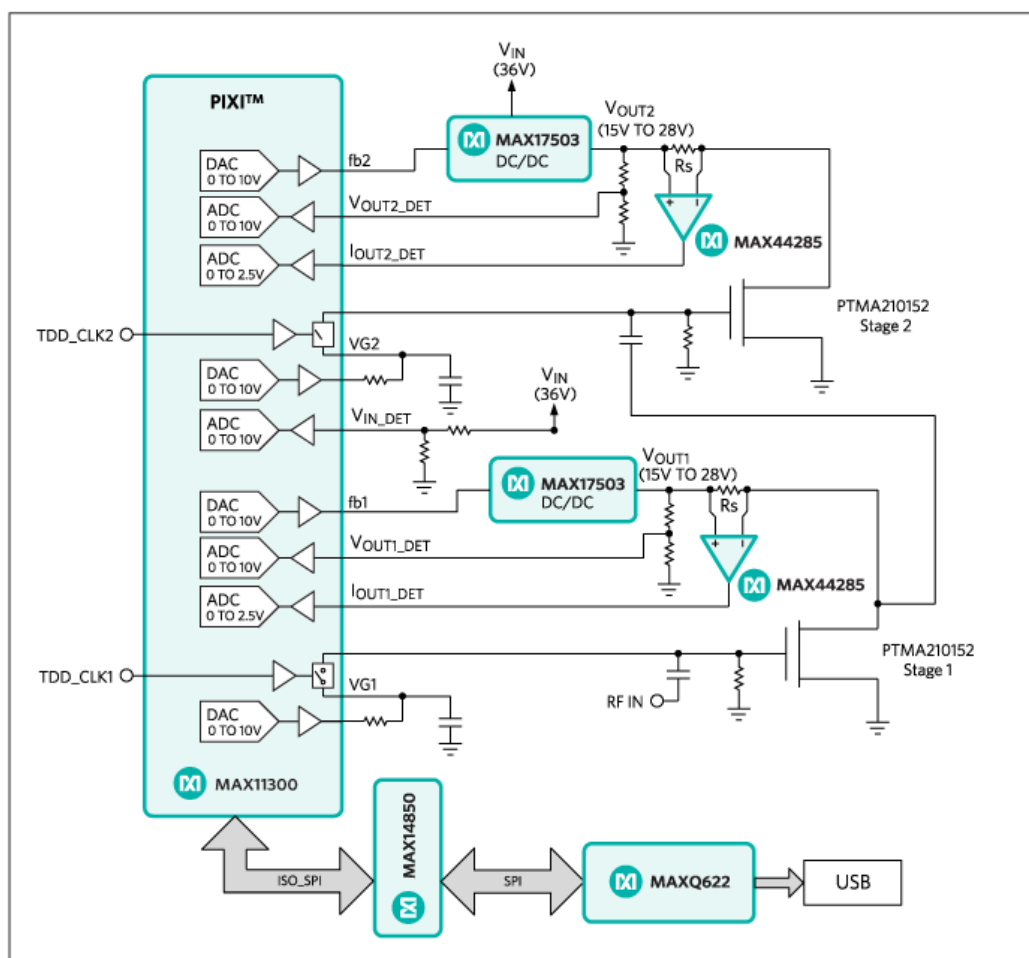 VIN
(36V)
PIXI™
MAX17503
DC/DC
VOUT2
(15V TO 28V)
DAC
0 TO 10V
fb2
Rs
ADC
0 TO 10V
VOUT2_DET
+ –
MAX44285
ADC
0 TO 2.5V
IOUT2_DET
PTMA210152
Stage 2
TDD_CLK2
VG2
DAC
0 TO 10V
VIN
(36V)
ADC
0 TO 10V
VIN_DET
MAX17503
DC/DC
VOUT1
(15V TO 28V)
DAC
0 TO 10V
fb1
Rs
ADC
0 TO 10V
VOUT1_DET
+ –
MAX44285
ADC
0 TO 2.5V
IOUT1_DET
PTMA210152
Stage 1
TDD_CLK1
VG1
RF IN
DAC
0 TO 10V
MAX11300
MAX14850
ISO_SPI
SPI
MAXQ622
USB